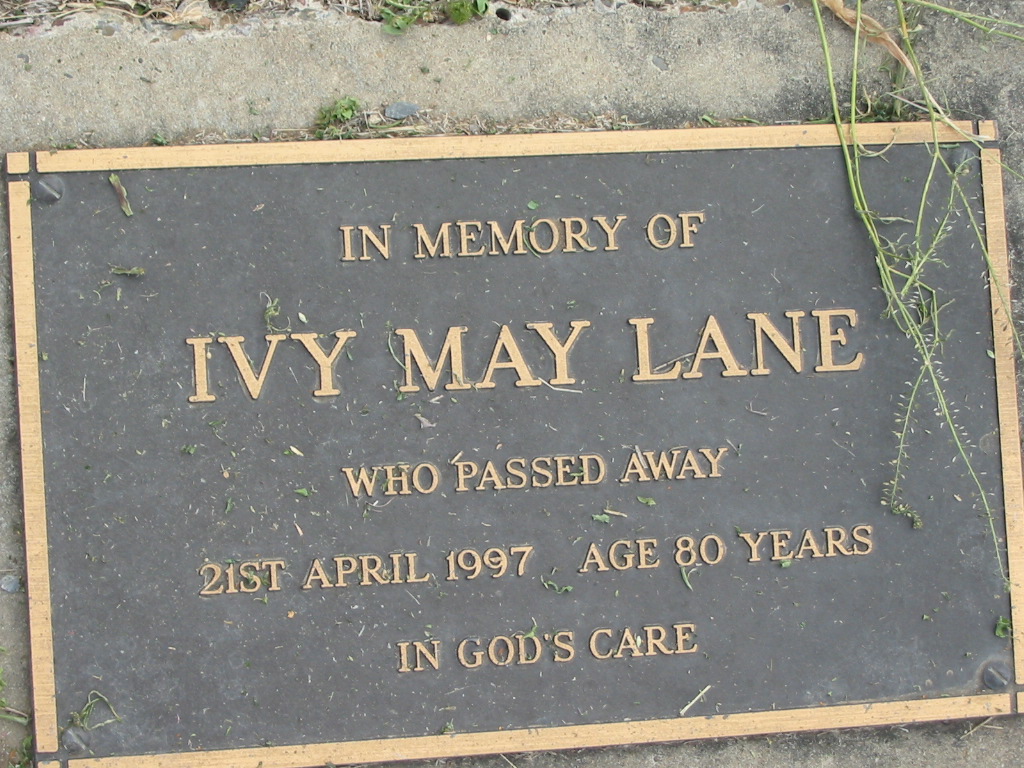 IN MEMORY OF
IVY MAY LANE
WHO PASSED AWAY
21ST APRIL 1997 AGE 80 YEARS
IN GOD'S CARE